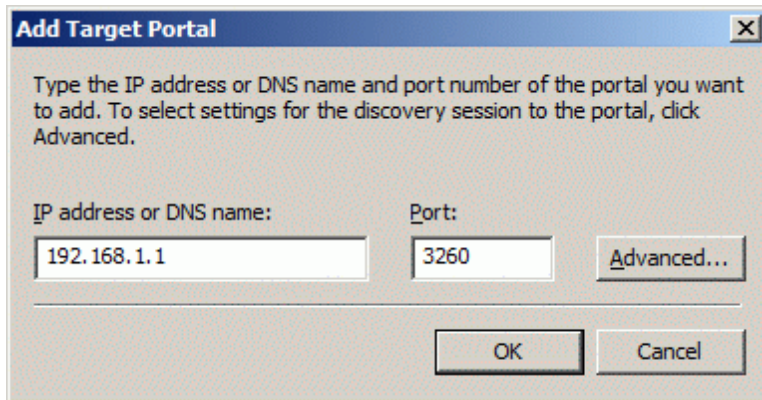 Add Target Portal
Type the IP address or DNS name and port number of the portal you want
to add. To select settings for the discovery session to the portal, click
Advanced.
IP address or DNS name: Port:
192.168.1.1 3260 Advanced...
OK Cancel